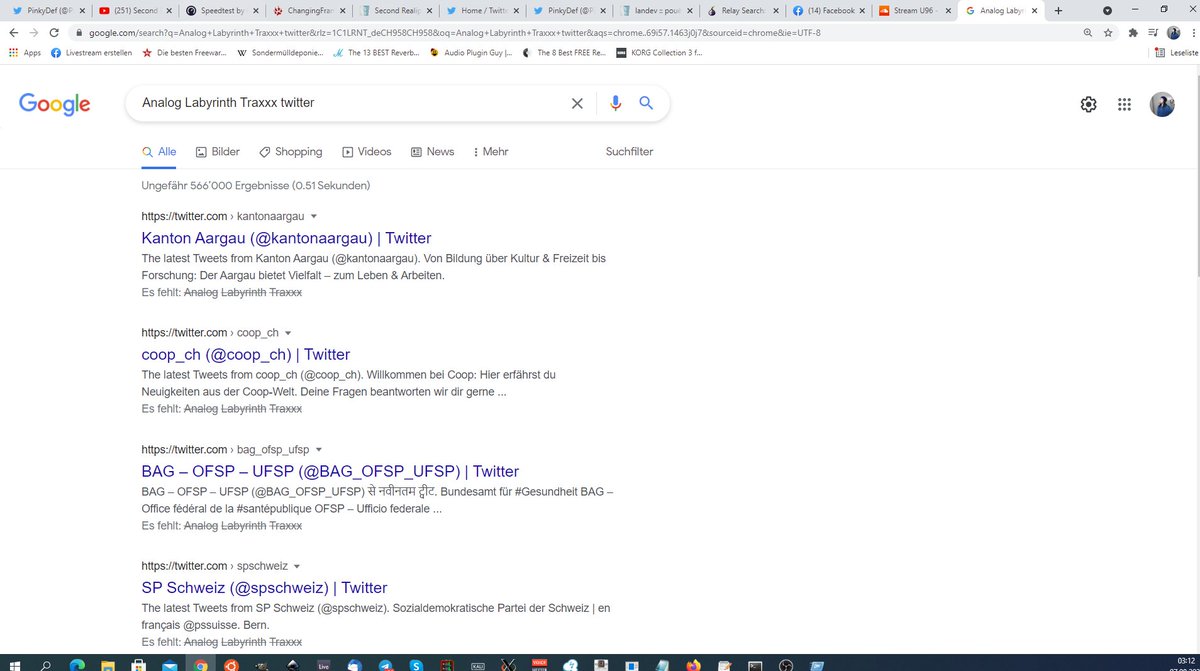 PinkyDef (@P
(251) Second
Speedtest by
ChangingFran
Second Realip
Home / Twitte
PinkyDef (@P
landev = poue
Relay Search:
(14) Facebook
Stream U96 -
Analog Labyr
google.com/search?q=Analog+Labyrinth+Traxxx+twitter&rlz=1C1LRNT_deCH958CH958&oq=Analog+Labyrinth+Traxxx+twitter&aqs=chrome..69i57.1463j0j7&sourceid=chrome&ie=UTF-8
Apps
Livestream erstellen
Die besten Freewar...
Sondermülldeponie...
The 13 BEST Reverb...
Audio Plugin Guy |...
The 8 Best FREE Re...
KORG Collection 3 f...
Leseliste
Google
Analog Labyrinth Traxxx twitter
Alle
Bilder
Shopping
Videos
News
Mehr
Suchfilter
Ungefähr 566'000 Ergebnisse (0.51 Sekunden)
https://twitter.com › kantonaargau
Kanton Aargau (@kantonaargau) | Twitter
The latest Tweets from Kanton Aargau (@kantonaargau). Von Bildung über Kultur & Freizeit bis
Forschung: Der Aargau bietet Vielfalt – zum Leben & Arbeiten.
Es fehlt: Analog Labyrinth Traxxx
https://twitter.com › coop_ch
coop_ch (@coop_ch) | Twitter
The latest Tweets from coop_ch (@coop_ch). Willkommen bei Coop: Hier erfährst du
Neuigkeiten aus der Coop-Welt. Deine Fragen beantworten wir dir gerne ...
Es fehlt: Analog Labyrinth Traxxx
https://twitter.com › bag_ofsp_ufsp
BAG – OFSP – UFSP (@BAG_OFSP_UFSP) | Twitter
BAG – OFSP – UFSP (@BAG_OFSP_UFSP) से नवीनतम ट्वीट. Bundesamt für #Gesundheit BAG –
Office fédéral de la #santépublique OFSP – Ufficio federale ...
Es fehlt: Analog Labyrinth Traxxx
https://twitter.com › spschweiz
SP Schweiz (@spschweiz) | Twitter
The latest Tweets from SP Schweiz (@spschweiz). Sozialdemokratische Partei der Schweiz | en
français @pssuisse. Bern.
Es fehlt: Analog Labyrinth Traxxx
Live
KALI
03:12